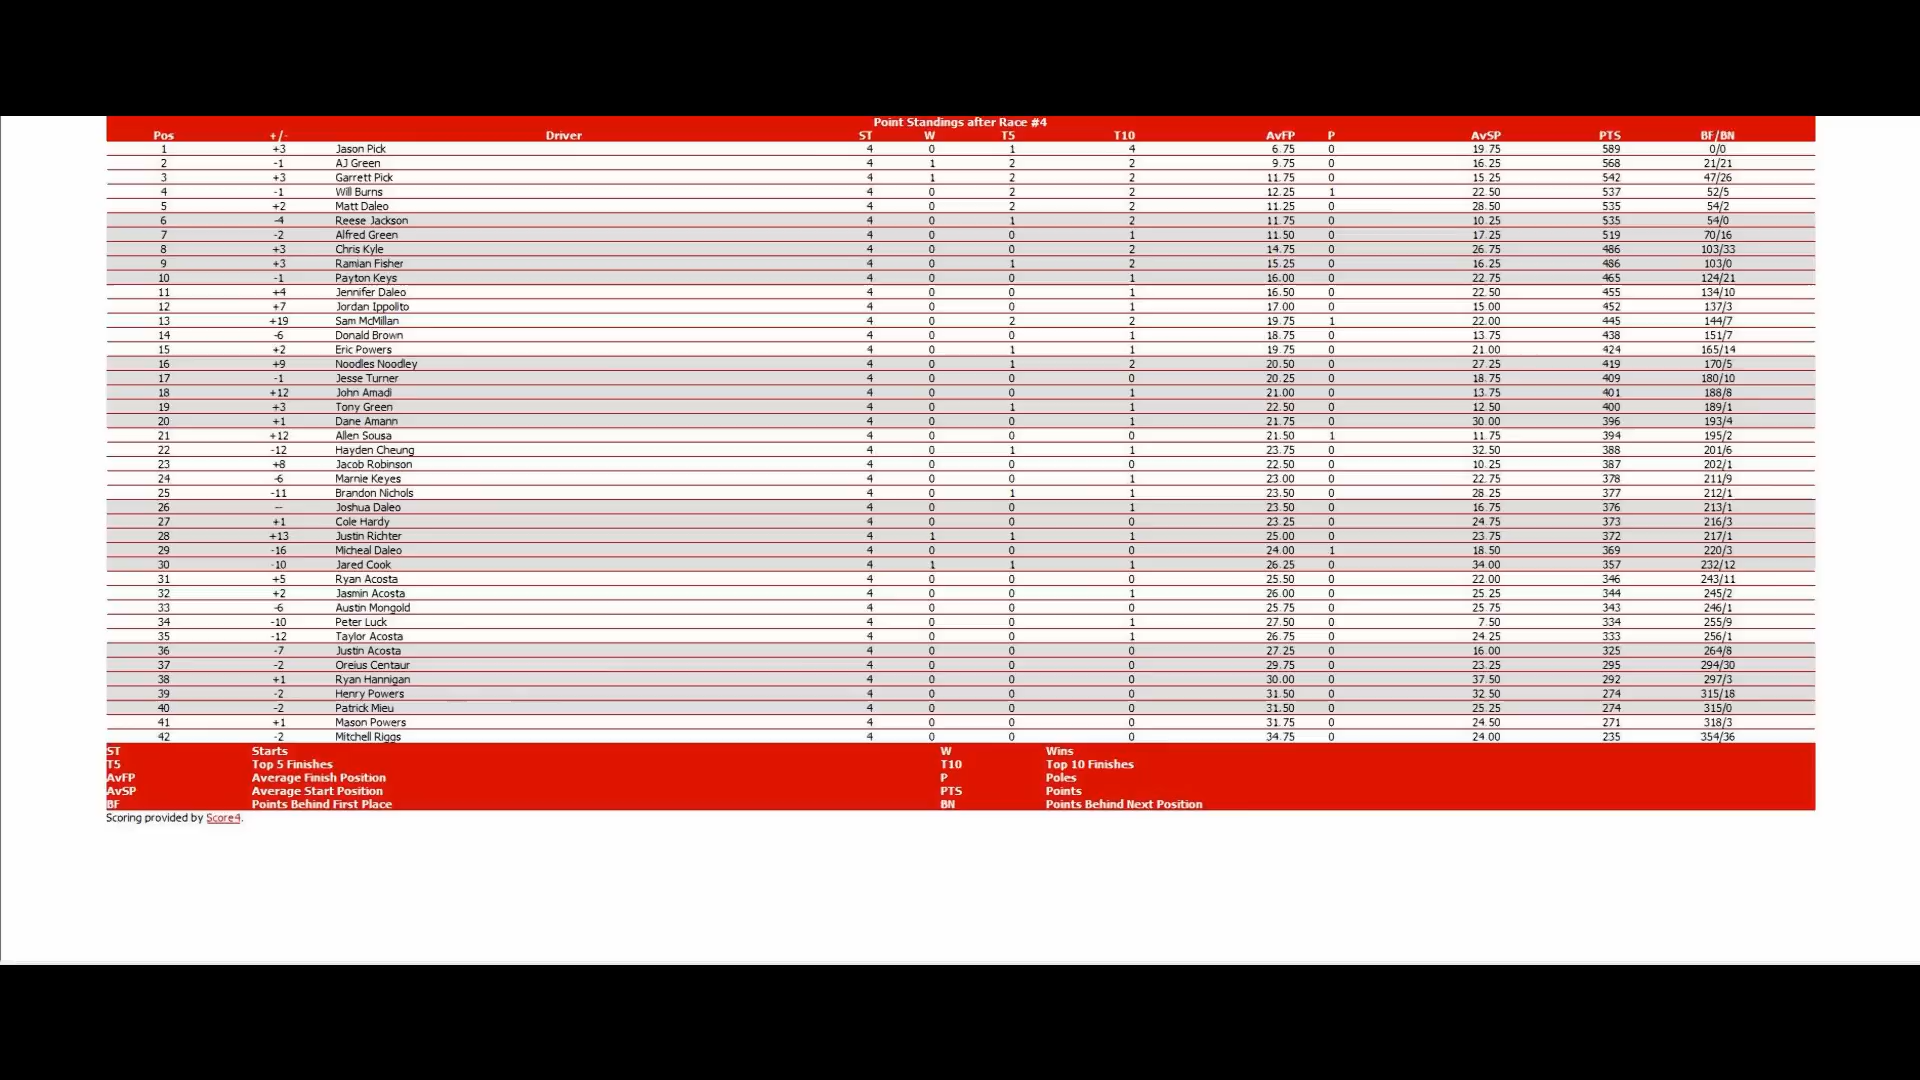 Point Standings after Race #4
Pos +/- Driver ST W T5 T10 AvFP P AvSP PTS BF/BN
1 +3 Jason Pick 4 0 1 4 6.75 0 19.75 589 0/0
2 -1 AJ Green 4 1 2 2 9.75 0 16.25 568 21/21
3 +3 Garrett Pick 4 1 2 2 11.75 0 15.25 542 47/26
4 -1 Will Burns 4 0 2 2 12.25 1 22.50 537 52/5
5 +2 Matt Daleo 4 0 2 2 11.25 0 28.50 535 54/2
6 -4 Reese Jackson 4 0 1 2 11.75 0 10.25 535 54/0
7 -2 Alfred Green 4 0 0 1 11.50 0 17.25 519 70/16
8 +3 Chris Kyle 4 0 0 2 14.75 0 26.75 486 103/33
9 +3 Ramian Fisher 4 0 1 2 15.25 0 16.25 486 103/0
10 -1 Payton Keys 4 0 0 1 16.00 0 22.75 465 124/21
11 +4 Jennifer Daleo 4 0 0 1 16.50 0 22.50 455 134/10
12 +7 Jordan Ippolito 4 0 0 1 17.00 0 15.00 452 137/3
13 +19 Sam McMillan 4 0 2 2 19.75 1 22.00 445 144/7
14 -6 Donald Brown 4 0 0 1 18.75 0 13.75 438 151/7
15 +2 Eric Powers 4 0 1 1 19.75 0 21.00 424 165/14
16 +9 Noodles Noodley 4 0 1 2 20.50 0 27.25 419 170/5
17 -1 Jesse Turner 4 0 0 0 20.25 0 18.75 409 180/10
18 +12 John Amadi 4 0 0 1 21.00 0 13.75 401 188/8
19 +3 Tony Green 4 0 1 1 22.50 0 12.50 400 189/1
20 +1 Dane Amann 4 0 0 1 21.75 0 30.00 396 193/4
21 +12 Allen Sousa 4 0 0 0 21.50 1 11.75 394 195/2
22 -12 Hayden Cheung 4 0 1 1 23.75 0 32.50 388 201/6
23 +8 Jacob Robinson 4 0 0 0 22.50 0 10.25 387 202/1
24 -6 Marnie Keyes 4 0 0 1 23.00 0 22.75 378 211/9
25 -11 Brandon Nichols 4 0 1 1 23.50 0 28.25 377 212/1
26 -- Joshua Daleo 4 0 0 1 23.50 0 16.75 376 213/1
27 +1 Cole Hardy 4 0 0 0 23.25 0 24.75 373 216/3
28 +13 Justin Richter 4 1 1 1 25.00 0 23.75 372 217/1
29 -16 Micheal Daleo 4 0 0 0 24.00 1 18.50 369 220/3
30 -10 Jared Cook 4 1 1 1 26.25 0 34.00 357 232/12
31 +5 Ryan Acosta 4 0 0 0 25.50 0 22.00 346 243/11
32 +2 Jasmin Acosta 4 0 0 1 26.00 0 25.25 344 245/2
33 -6 Austin Mongold 4 0 0 0 25.75 0 25.75 343 246/1
34 -10 Peter Luck 4 0 0 1 27.50 0 7.50 334 255/9
35 -12 Taylor Acosta 4 0 0 1 26.75 0 24.25 333 256/1
36 -7 Justin Acosta 4 0 0 0 27.25 0 16.00 325 264/8
37 -2 Oreius Centaur 4 0 0 0 29.75 0 23.25 295 294/30
38 +1 Ryan Hannigan 4 0 0 0 30.00 0 37.50 292 297/3
39 -2 Henry Powers 4 0 0 0 31.50 0 32.50 274 315/18
40 -2 Patrick Mieu 4 0 0 0 31.50 0 25.25 274 315/0
41 +1 Mason Powers 4 0 0 0 31.75 0 24.50 271 318/3
42 -2 Mitchell Riggs 4 0 0 0 34.75 0 24.00 235 354/36
ST Starts W Wins
T5 Top 5 Finishes T10 Top 10 Finishes
AvFP Average Finish Position P Poles
AvSP Average Start Position PTS Points
BF Points Behind First Place BN Points Behind Next Position
Scoring provided by Score4.